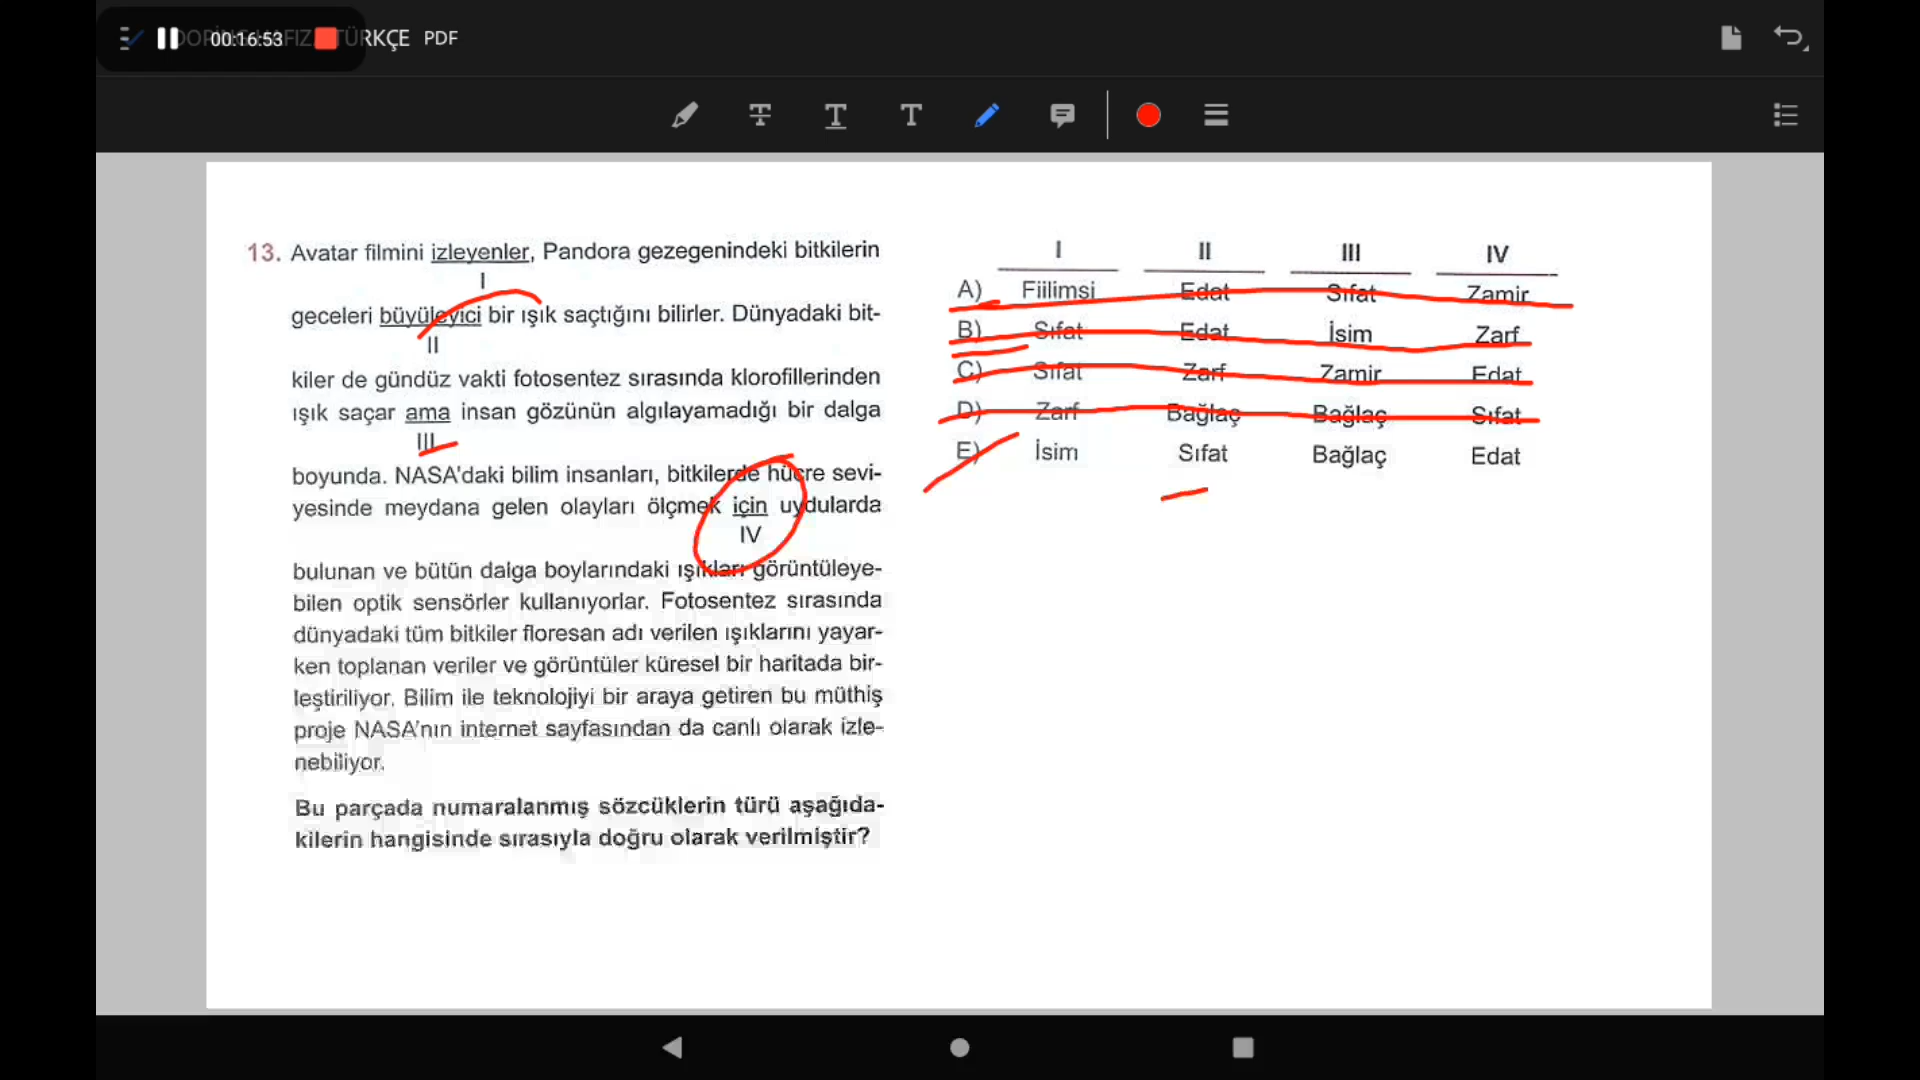 DOPİNG HAFIZA TÜRKÇE PDF
00:16:53
13. Avatar filmini izleyenler, Pandora gezegenindeki bitkilerin
I
geceleri büyüleyici bir ışık saçtığını bilirler. Dünyadaki bit-
II
kiler de gündüz vakti fotosentez sırasında klorofillerinden
ışık saçar ama insan gözünün algılayamadığı bir dalga
III
boyunda. NASA'daki bilim insanları, bitkilerde hücre sevi-
yesinde meydana gelen olayları ölçmek için uydularda
IV
bulunan ve bütün dalga boylarındaki ışıkları görüntüleye-
bilen optik sensörler kullanıyorlar. Fotosentez sırasında
dünyadaki tüm bitkiler floresan adı verilen ışıklarını yayar-
ken toplanan veriler ve görüntüler küresel bir haritada bir-
leştiriliyor. Bilim ile teknolojiyi bir araya getiren bu müthiş
proje NASA'nın internet sayfasından da canlı olarak izle-
nebiliyor.
Bu parçada numaralanmış sözcüklerin türü aşağıda-
kilerin hangisinde sırasıyla doğru olarak verilmiştir?
I II III IV
A) Fiilimsi Edat Sıfat Zamir
B) Sıfat Edat İsim Zarf
C) Sıfat Zarf Zamir Edat
D) Zarf Bağlaç Bağlaç Sıfat
E) İsim Sıfat Bağlaç Edat